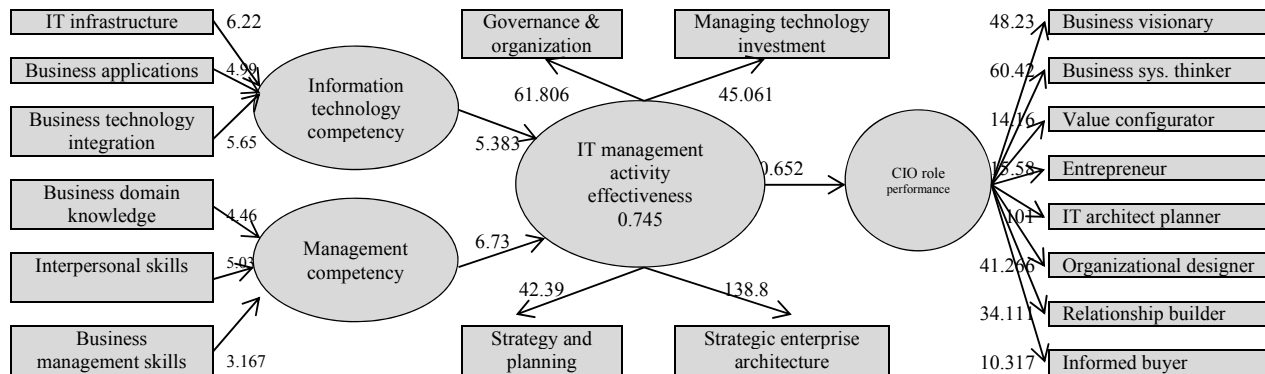 IT infrastructure
6.22
Business applications
4.99
Business technology
integration
5.65
Business domain
knowledge
4.46
Interpersonal skills
5.03
Business
management skills
3.167
Information
technology
competency
5.383
Management
competency
6.73
Governance &
organization
61.806
Managing technology
investment
45.061
IT management
activity
effectiveness
0.745
0.652
42.39
138.8
Strategy and
planning
Strategic enterprise
architecture
CIO role
performance
48.23
Business visionary
60.42
Business sys. thinker
14.16
Value configurator
15.58
Entrepreneur
101
IT architect planner
41.266
Organizational designer
34.111
Relationship builder
10.317
Informed buyer